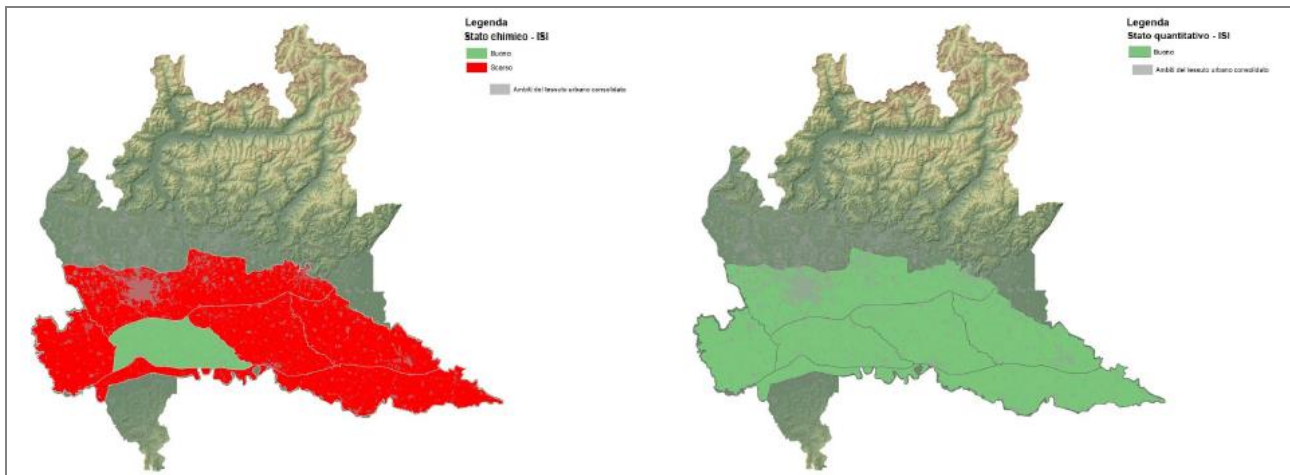 Legenda
Stato chimico - ISI
Buono
Scarso
Ambiti del tessuto urbano consolidato
Legenda
Stato quantitativo - ISI
Buono
Ambiti del tessuto urbano consolidato